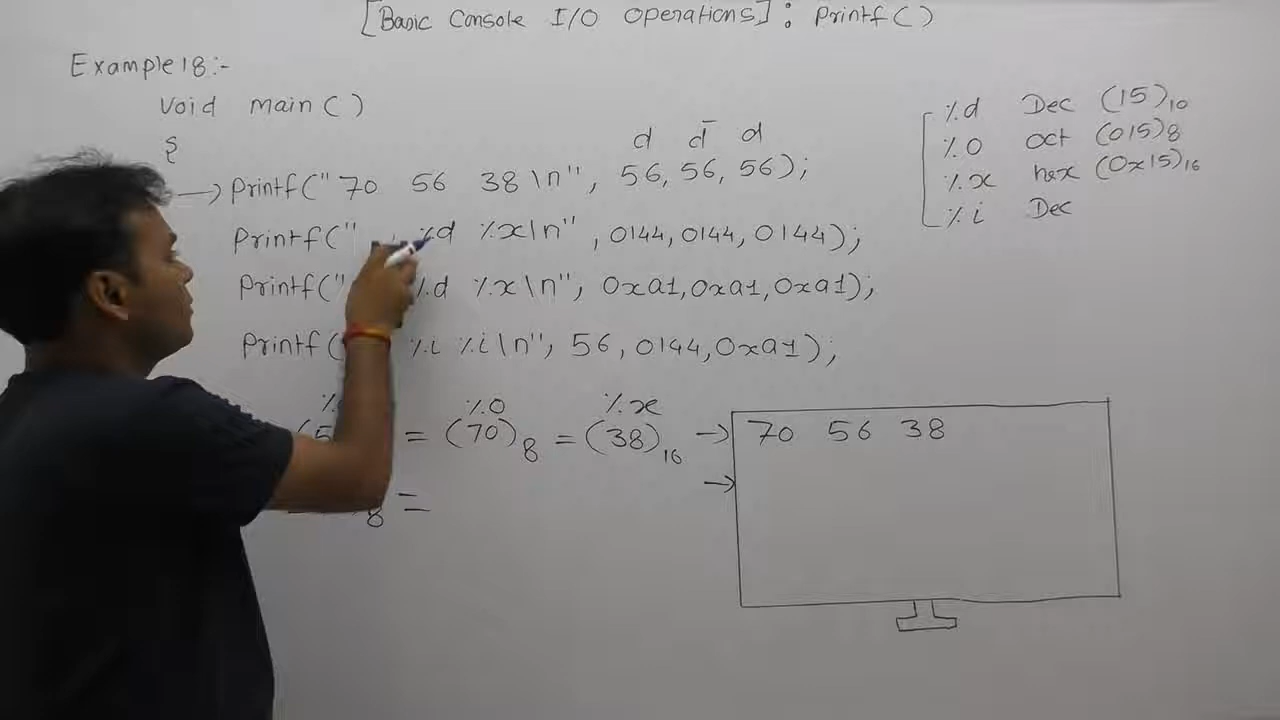 [Basic Console I/O Operations] : Printf( )
Example 18:-
Void main( )
{
d d d
→ Printf("70 56 38\n", 56, 56, 56);
Printf(" %d %x\n", 0144, 0144, 0144);
Printf(" %d %x\n", 0xa1, 0xa1, 0xa1);
Printf( %i %i\n", 56, 0144, 0xa1);
%d Dec (15)10
%o Oct (015)8
%x hex (0x15)16
%i Dec
%o %x
= (70)8 = (38)16 →
8 =
→
70 56 38